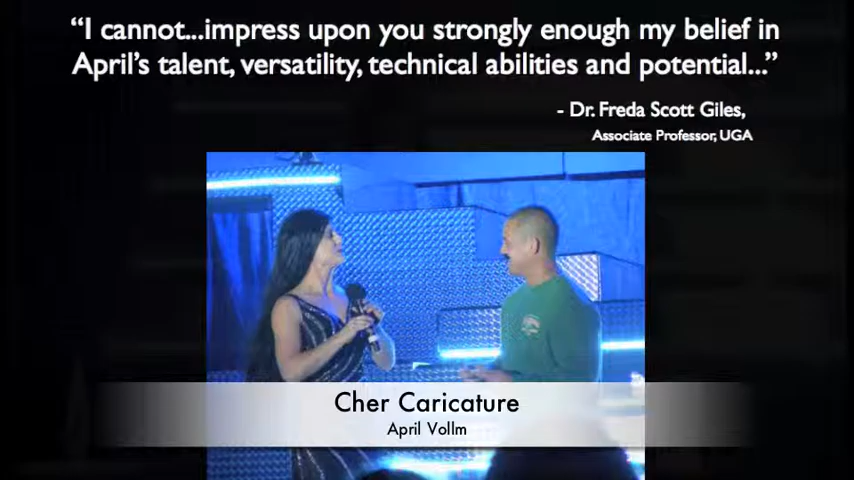 “I cannot...impress upon you strongly enough my belief in
April’s talent, versatility, technical abilities and potential...”
- Dr. Freda Scott Giles,
Associate Professor, UGA
Cher Caricature
April Vollm